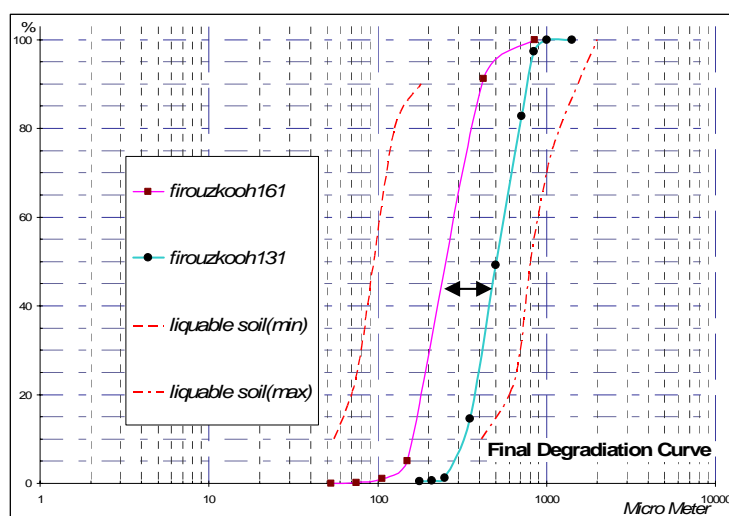 %
100
80
60
40
20
0
firouzkooh161
firouzkooh131
liquable soil(min)
liquable soil(max)
Final Degradiation Curve
1 10 100 1000 10000
Micro Meter